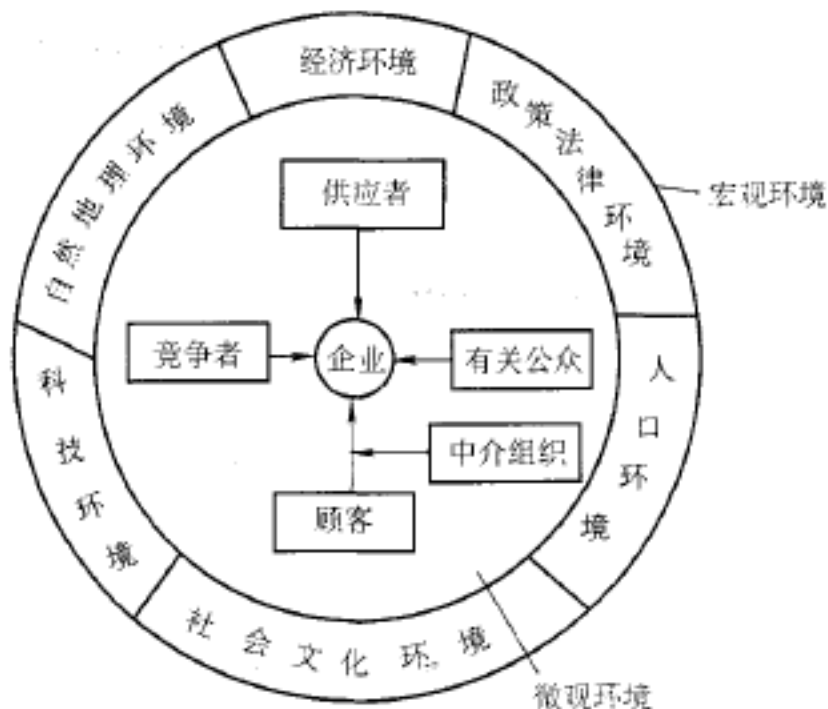 经济环境
政策法律环境
自然地理环境
宏观环境
供应者
竞争者
企业
有关公众
人口环境
科技环境
中介组织
顾客
社会文化环境
微观环境